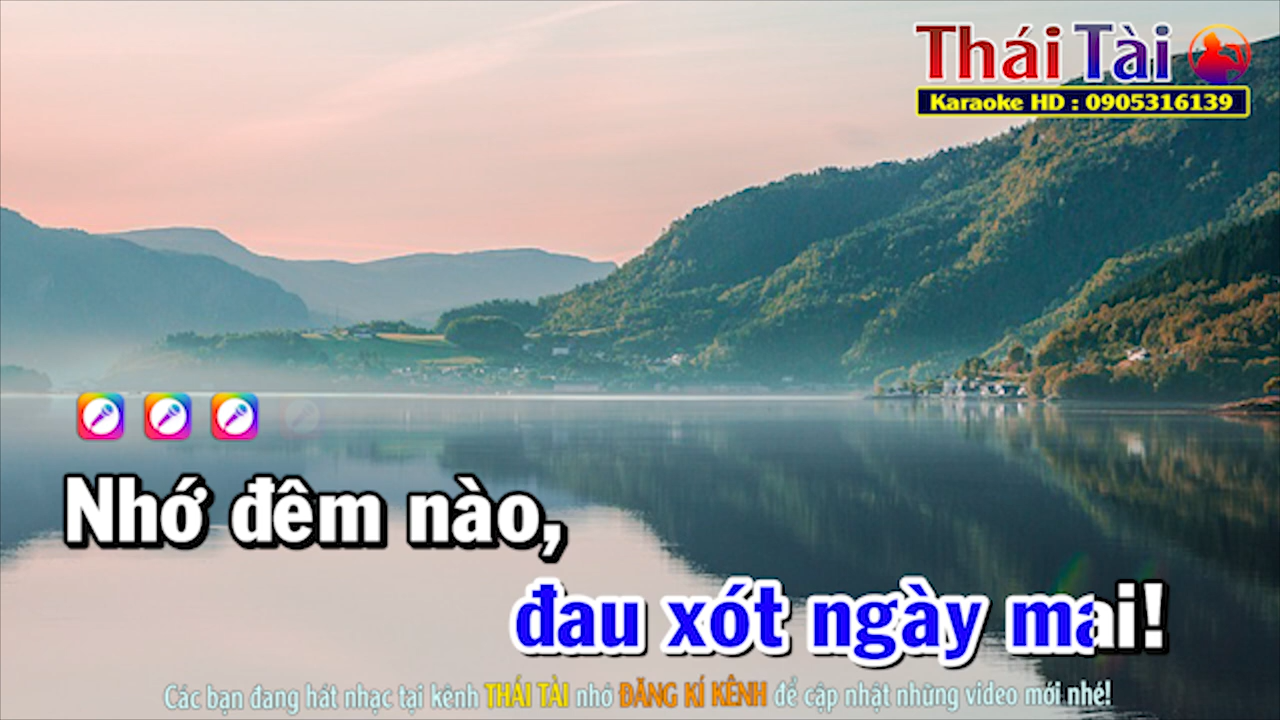 Thái Tài
Karaoke HD : 0905316139
Nhớ đêm nào,
đau xót ngày mai!
Các bạn đang hát nhạc tại kênh THÁI TÀI nhớ ĐĂNG KÍ KÊNH để cập nhật những video mới nhé!